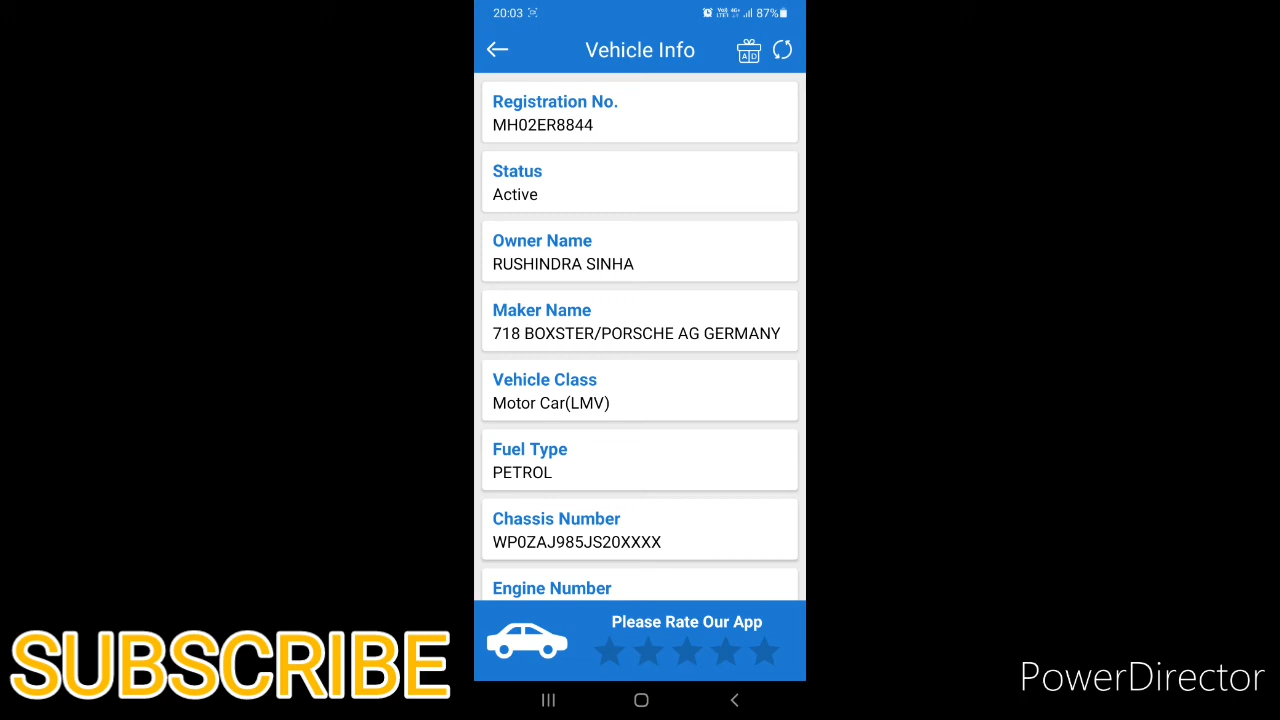 20:03
87%
Vehicle Info
AD
Registration No.
MH02ER8844
Status
Active
Owner Name
RUSHINDRA SINHA
Maker Name
718 BOXSTER/PORSCHE AG GERMANY
Vehicle Class
Motor Car(LMV)
Fuel Type
PETROL
Chassis Number
WP0ZAJ985JS20XXXX
Engine Number
Please Rate Our App
SUBSCRIBE
PowerDirector